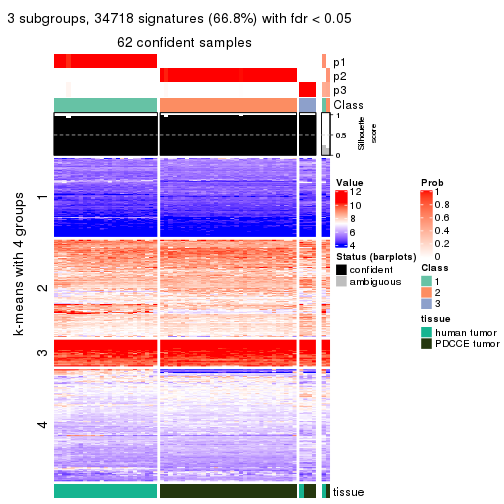 3 subgroups, 34718 signatures (66.8%) with fdr < 0.05
62 confident samples
p1
p2
p3
Class
1
0.5
0
Silhouette
score
k-means with 4 groups
1
2
3
4
tissue
Value
12
10
8
6
4
Status (barplots)
confident
ambiguous
Prob
1
0.8
0.6
0.4
0.2
0
Class
1
2
3
tissue
human tumor
PDCCE tumor